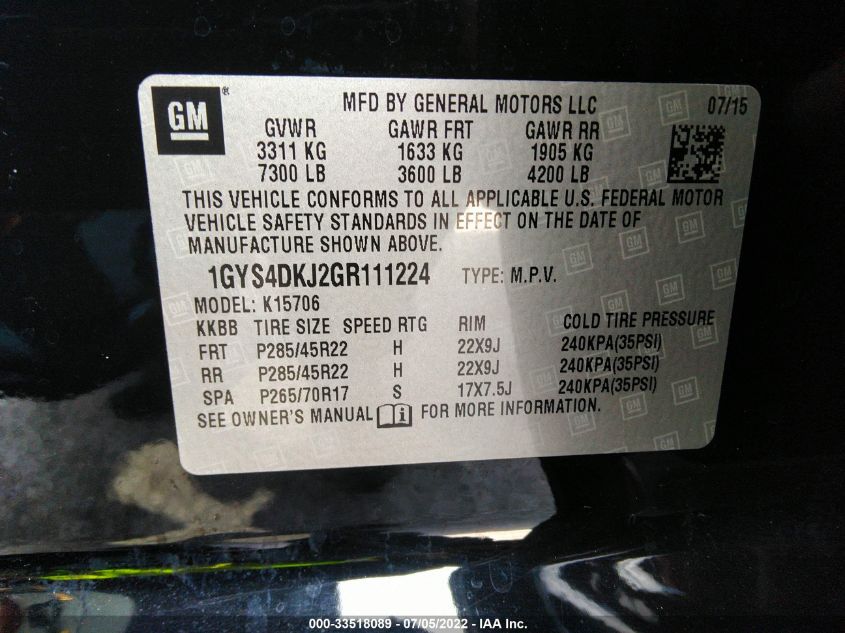 GM ®
MFD BY GENERAL MOTORS LLC 07/15
GVWR GAWR FRT GAWR RR
3311 KG 1633 KG 1905 KG
7300 LB 3600 LB 4200 LB
THIS VEHICLE CONFORMS TO ALL APPLICABLE U.S. FEDERAL MOTOR
VEHICLE SAFETY STANDARDS IN EFFECT ON THE DATE OF
MANUFACTURE SHOWN ABOVE.
1GYS4DKJ2GR111224 TYPE: M.P.V.
MODEL: K15706
KKBB TIRE SIZE SPEED RTG RIM COLD TIRE PRESSURE
FRT P285/45R22 H 22X9J 240KPA(35PSI)
RR P285/45R22 H 22X9J 240KPA(35PSI)
SPA P265/70R17 S 17X7.5J 240KPA(35PSI)
SEE OWNER'S MANUAL FOR MORE INFORMATION.
000-33518089 - 07/05/2022 - IAA Inc.